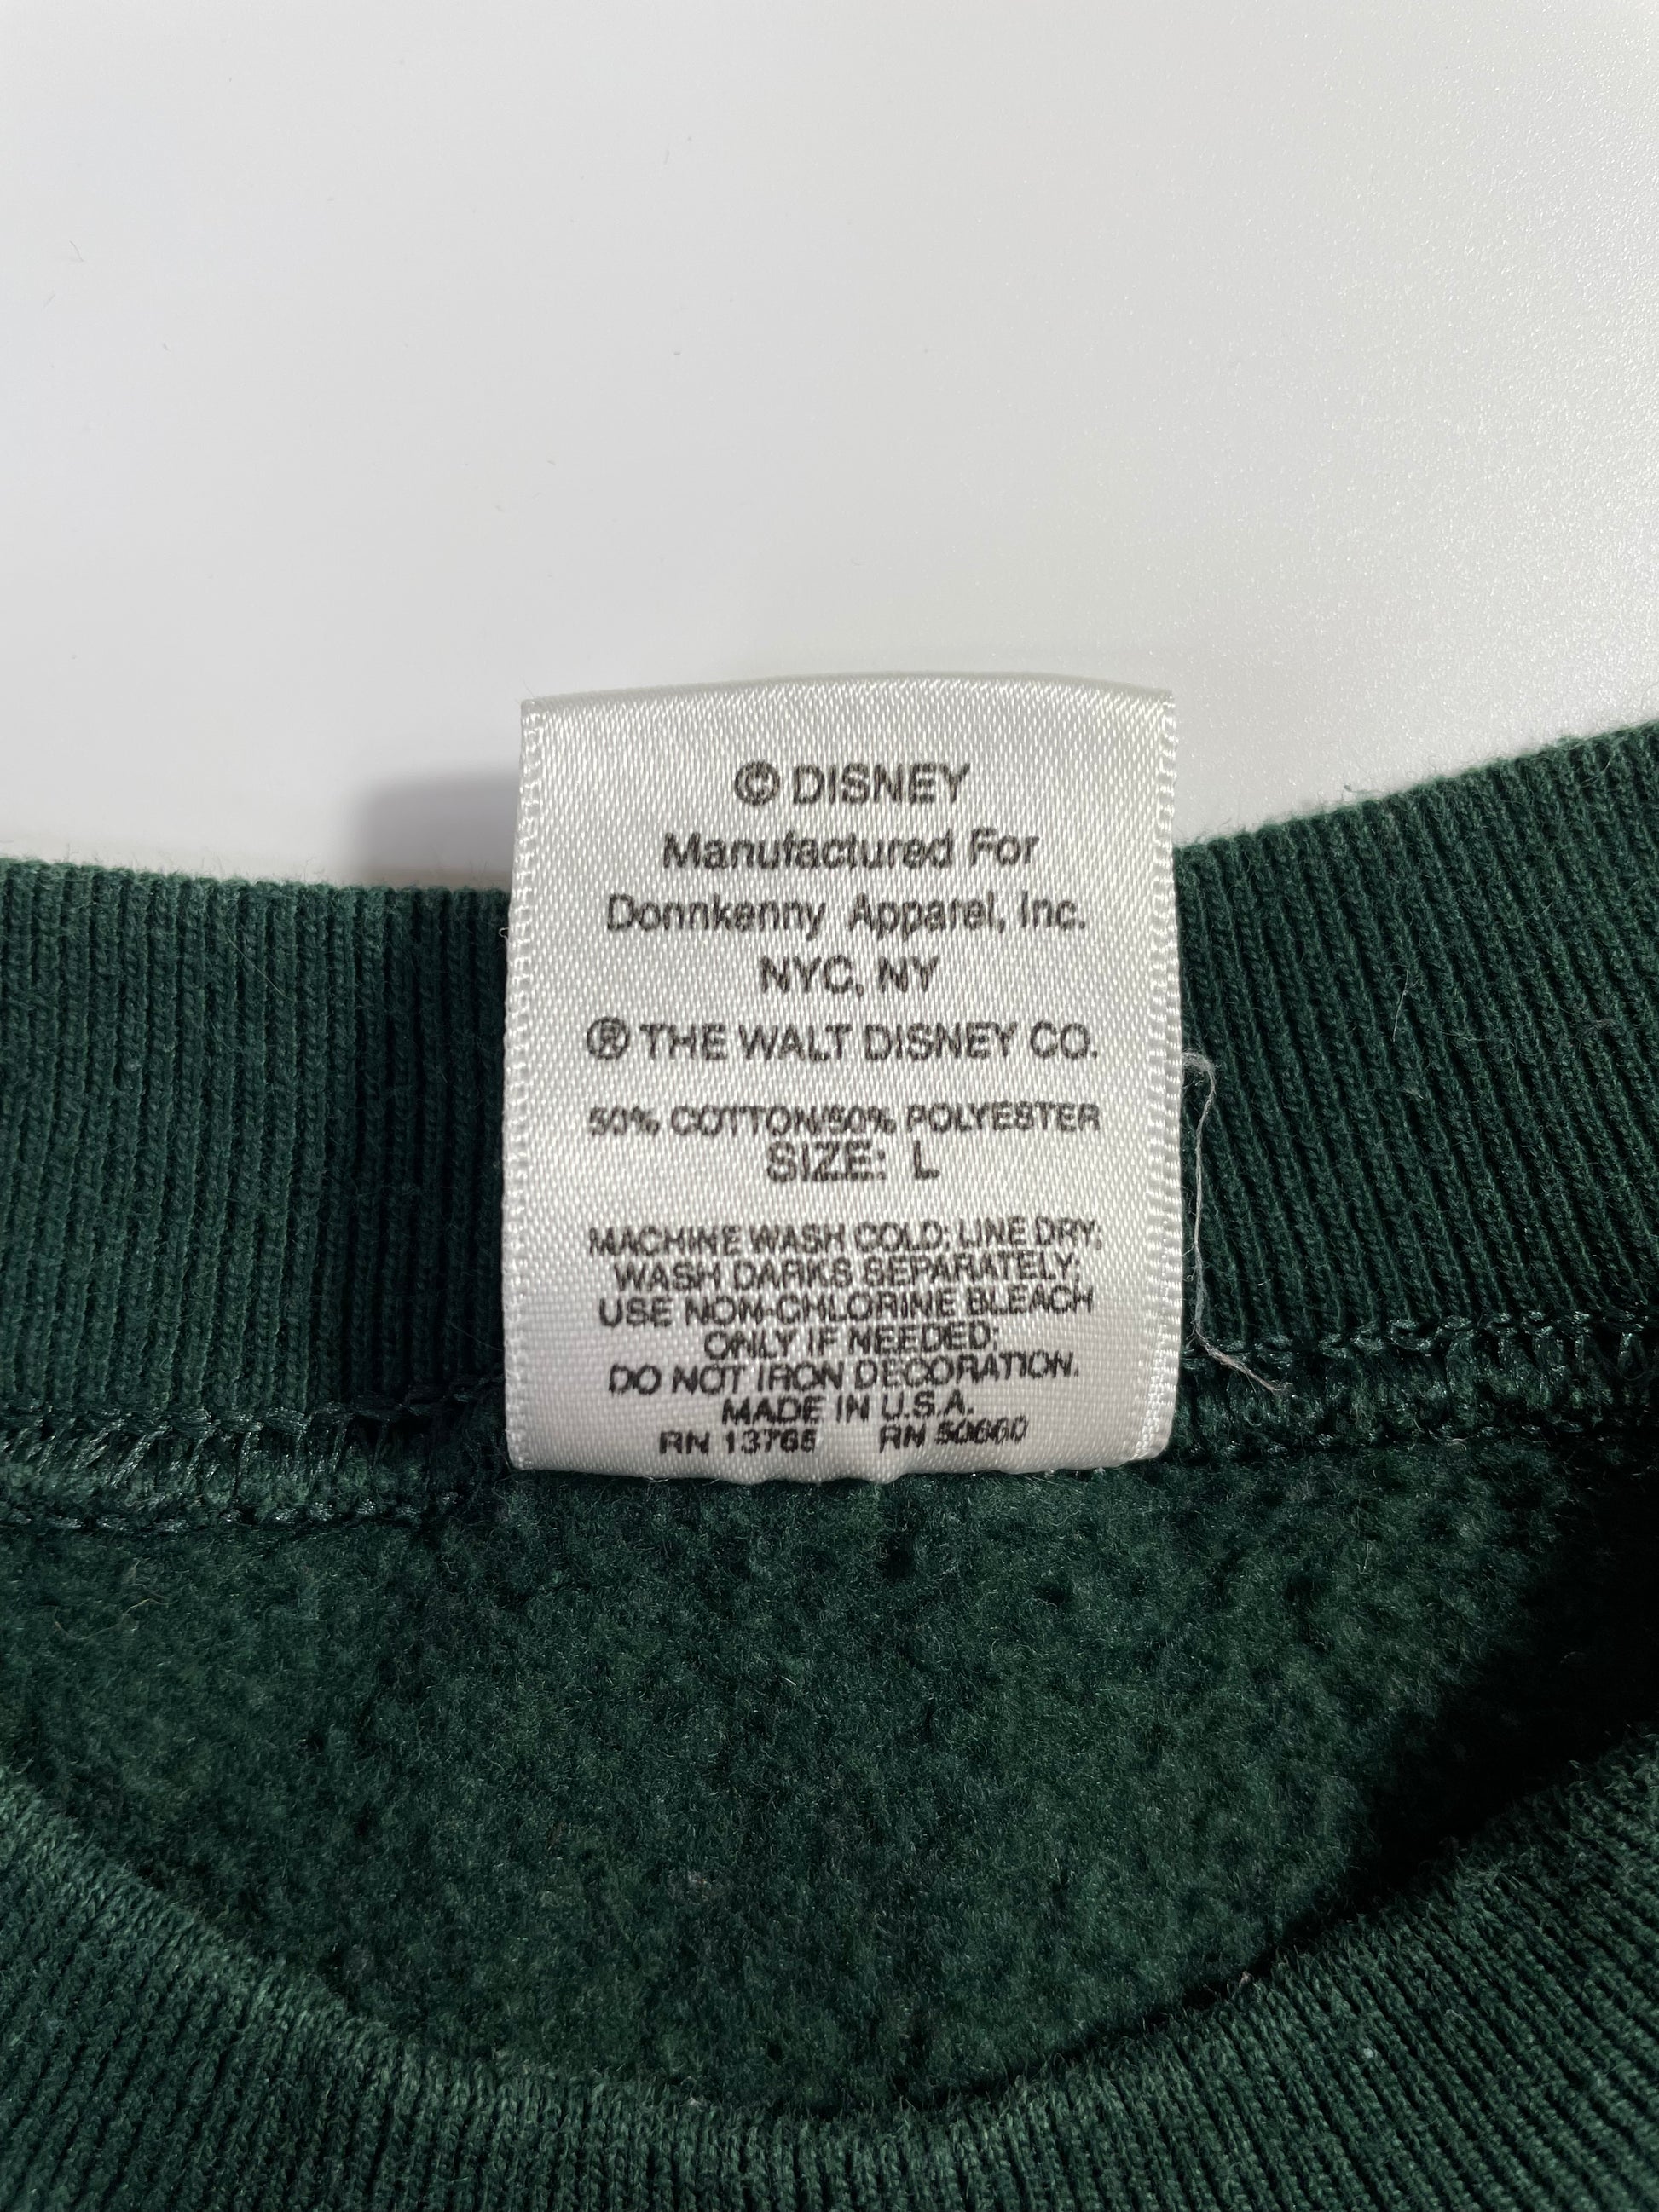 © DISNEY
Manufactured For
Donnkenny Apparel, Inc.
NYC, NY
® THE WALT DISNEY CO.
50% COTTON/50% POLYESTER
SIZE: L
MACHINE WASH COLD; LINE DRY.
WASH DARKS SEPARATELY.
USE NON-CHLORINE BLEACH
ONLY IF NEEDED;
DO NOT IRON DECORATION.
MADE IN U.S.A.
RN 13765 RN 50660